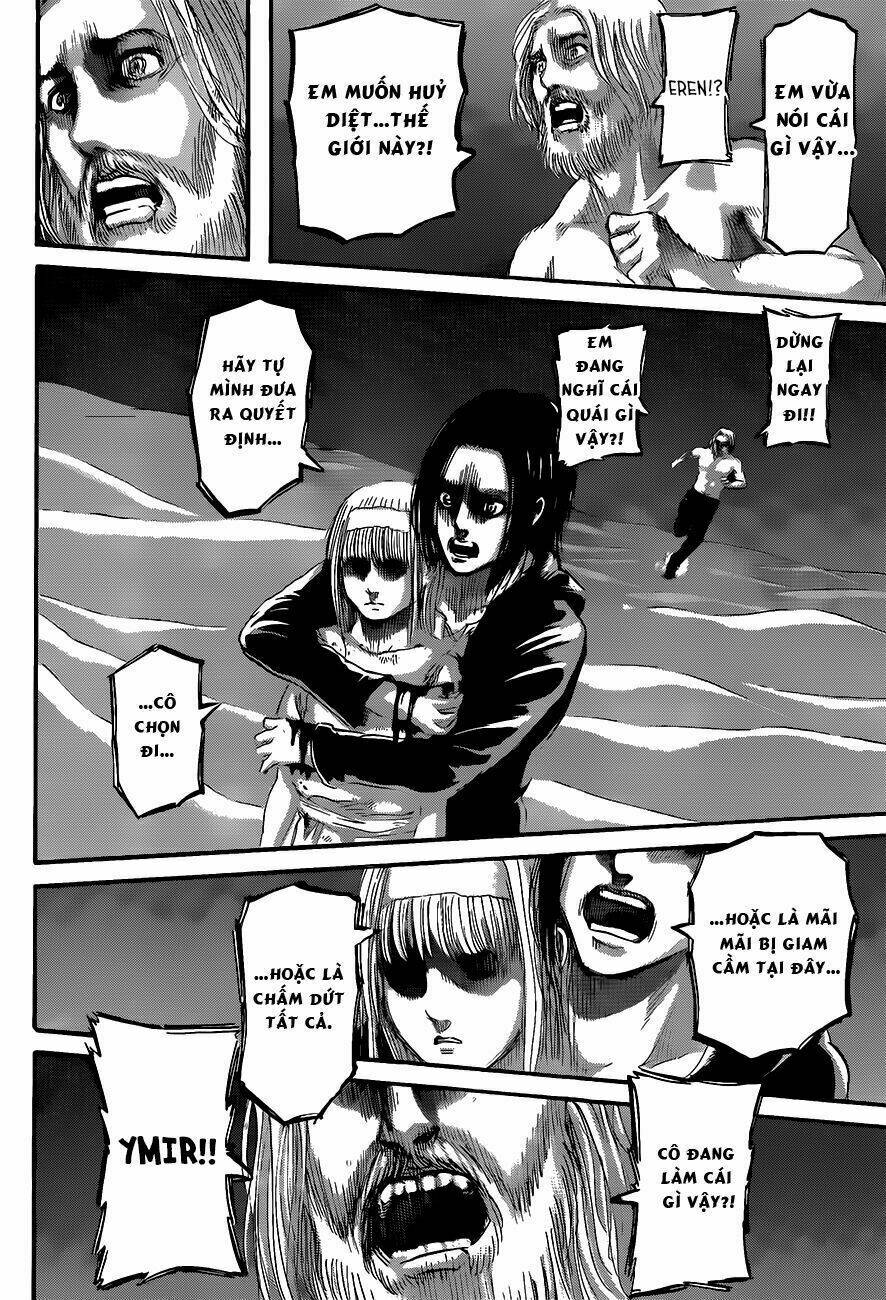 EM VỪA
NÓI CÁI
GÌ VẬY...
EREN!?
EM MUỐN HUỶ
DIỆT...THẾ
GIỚI NÀY?!
DỪNG
LẠI
NGAY
ĐI!!
EM
ĐANG
NGHĨ CÁI
QUÁI GÌ
VẬY?!
HÃY TỰ
MÌNH ĐƯA
RA QUYẾT
ĐỊNH...
...CÔ
CHỌN
ĐI...
...HOẶC LÀ MÃI
MÃI BỊ GIAM
CẦM TẠI ĐÂY...
...HOẶC LÀ
CHẤM DỨT
TẤT CẢ.
CÔ ĐANG
LÀM CÁI
GÌ VẬY?!
YMIR!!